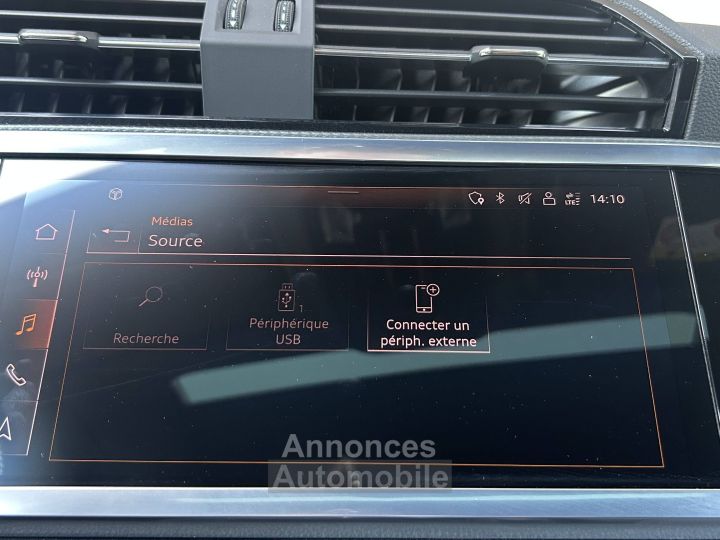 LTE 14:10
Médias
Source
Recherche
1
Périphérique
USB
Connecter un
périph. externe
Annonces
Automobile